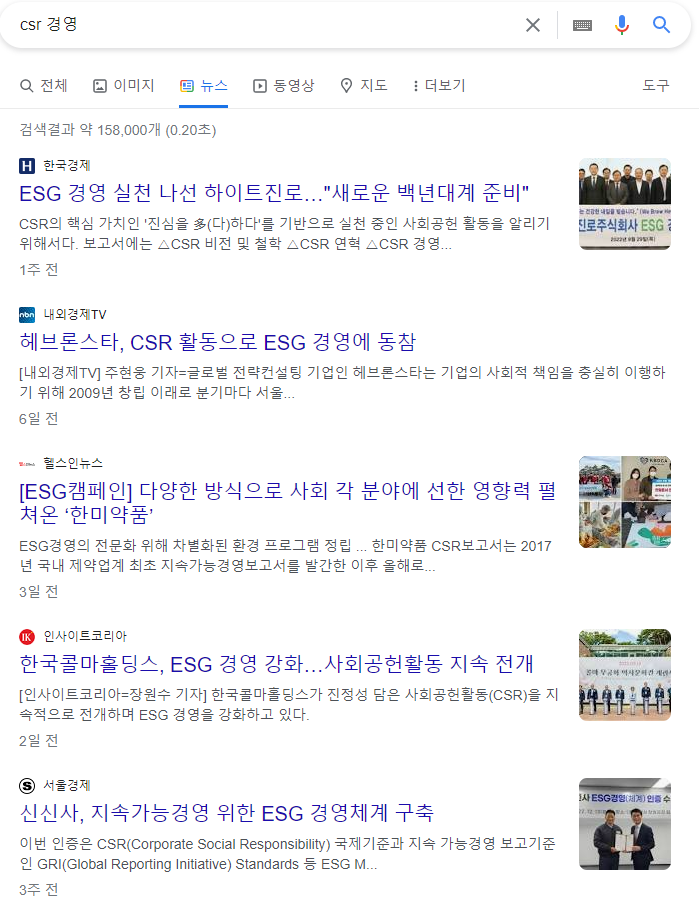 csr 경영
전체 이미지 뉴스 동영상 지도 더보기 도구
검색결과 약 158,000개 (0.20초)
H 한국경제
ESG 경영 실천 나선 하이트진로..."새로운 백년대계 준비"
CSR의 핵심 가치인 '진심을 多(다)하다'를 기반으로 실천 중인 사회공헌 활동을 알리기
위해서다. 보고서에는 △CSR 비전 및 철학 △CSR 연혁 △CSR 경영...
1주 전
진로주식회사 ESG
nbn 내외경제TV
헤브론스타, CSR 활동으로 ESG 경영에 동참
[내외경제TV] 주현웅 기자=글로벌 전략컨설팅 기업인 헤브론스타는 기업의 사회적 책임을 충실히 이행하
기 위해 2009년 창립 이래로 분기마다 서울...
6일 전
헬스인뉴스
[ESG캠페인] 다양한 방식으로 사회 각 분야에 선한 영향력 펼
쳐온 ‘한미약품’
ESG경영의 전문화 위해 차별화된 환경 프로그램 정립 ... 한미약품 CSR보고서는 2017
년 국내 제약업계 최초 지속가능경영보고서를 발간한 이후 올해로...
3일 전
IK 인사이트코리아
한국콜마홀딩스, ESG 경영 강화...사회공헌활동 지속 전개
[인사이트코리아=장원수 기자] 한국콜마홀딩스가 진정성 담은 사회공헌활동(CSR)을 지
속적으로 전개하며 ESG 경영을 강화하고 있다.
2일 전
S 서울경제
신신사, 지속가능경영 위한 ESG 경영체계 구축
이번 인증은 CSR(Corporate Social Responsibility) 국제기준과 지속 가능경영 보고기준
인 GRI(Global Reporting Initiative) Standards 등 ESG M...
3주 전
ESG경영(체계) 인증 수